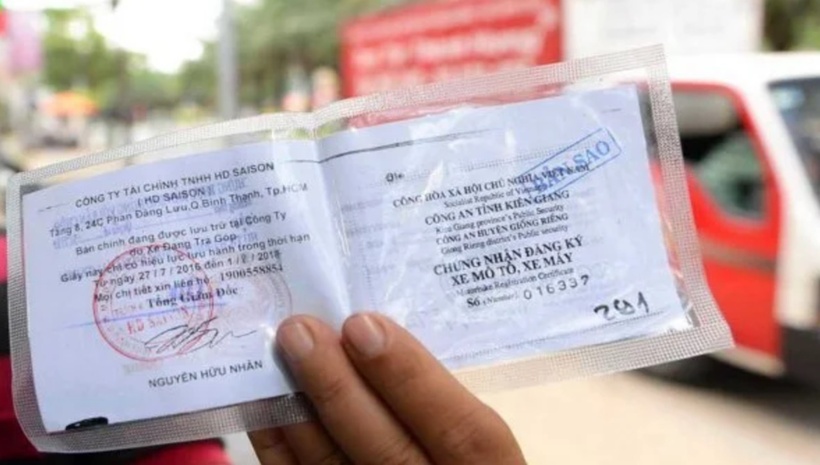 CÔNG TY TÀI CHÍNH TNHH HD SAISON
( HD SAISON )
Tầng 8, 24C Phan Đăng Lưu,Q Bình Thạnh, Tp.HCM
Bản chính đang được lưu trữ tại Công Ty
do Xe Đang Trả Góp
Giấy này chỉ có hiệu lực lưu hành trong thời hạn
Từ ngày 27/7/2016 đến
Mọi chi tiết xin liên hệ: 1900558854
Tổng Giám Đốc
HD SAISON
NGUYỄN HỮU NHÂN
BẢN SAO
CỘNG HÒA XÃ HỘI CHỦ NGHĨA VIỆT NAM
Socialist Republic of Vietnam
CÔNG AN TỈNH KIÊN GIANG
Kien Giang province's Public Security
CÔNG AN HUYỆN GIỒNG RIỀNG
Giong Rieng district's Public security
CHỨNG NHẬN ĐĂNG KÝ
XE MÔ TÔ, XE MÁY
Motorbike Registration Certificate
Số (Number): 016337
291